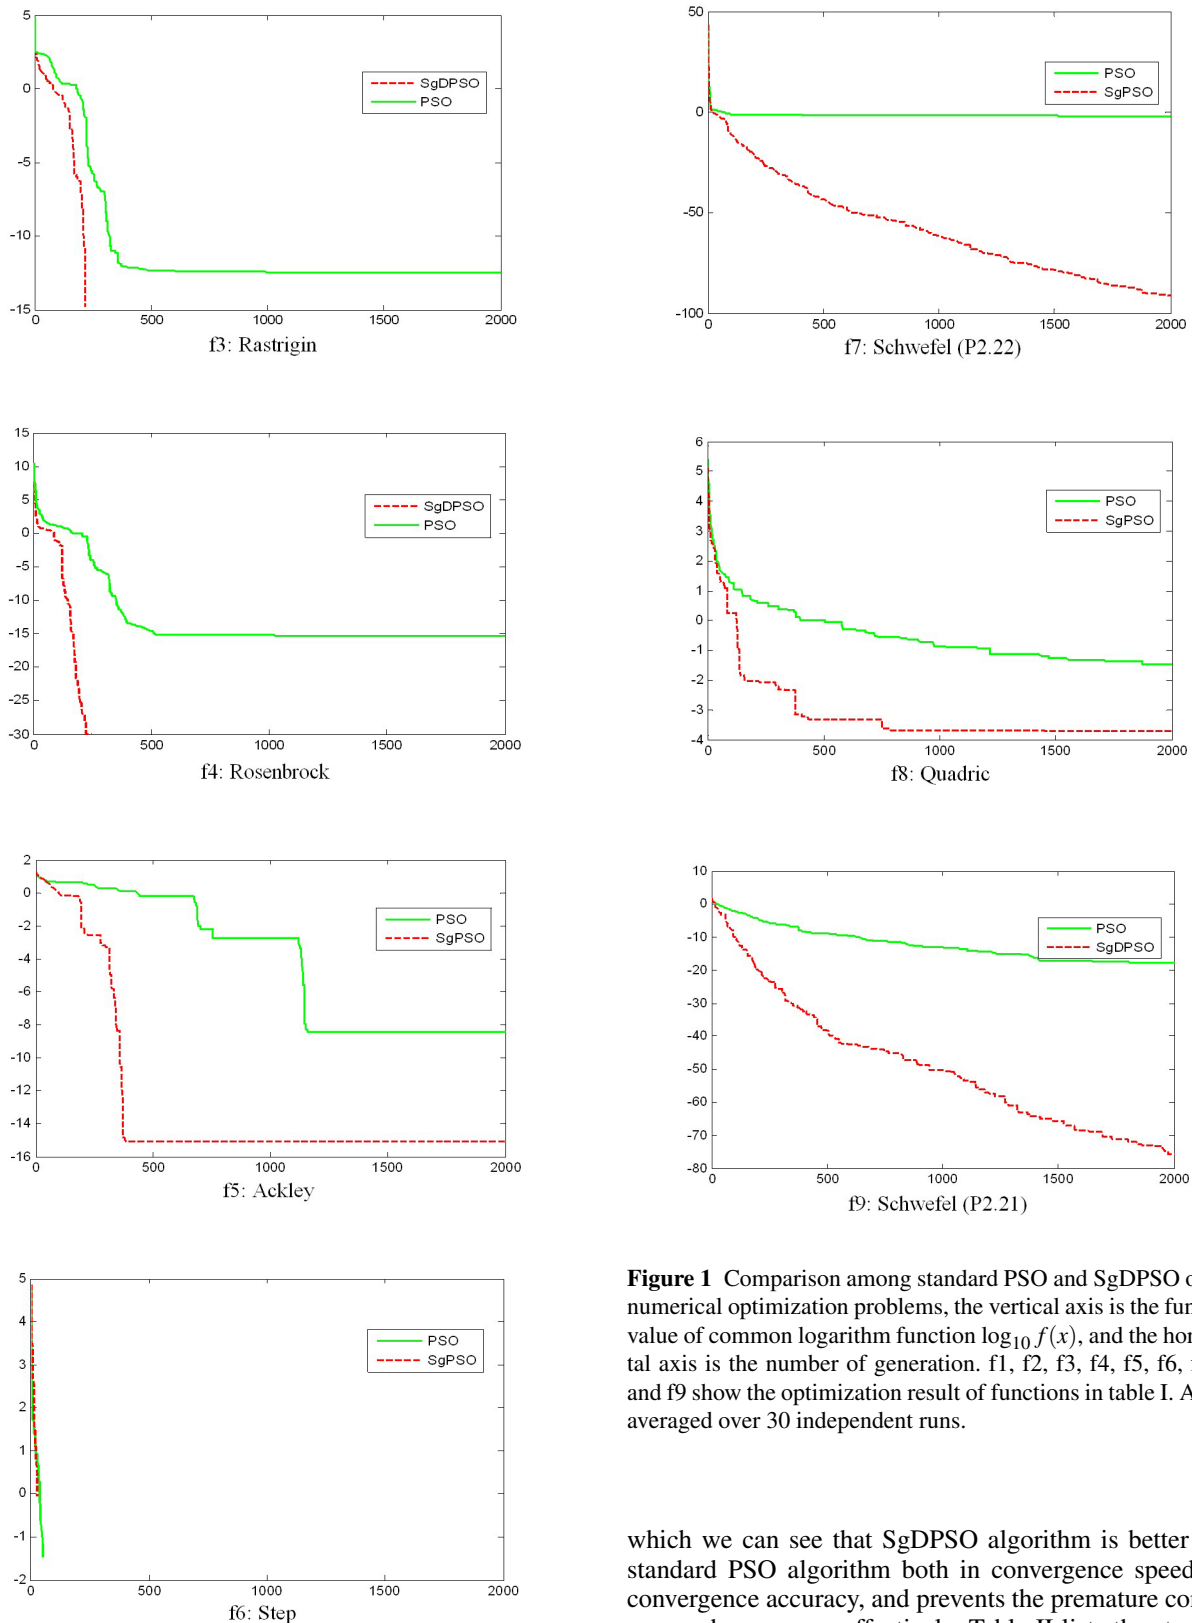 5
0
-5
-10
-15
0 500 1000 1500 2000
SgDPSO
PSO
f3: Rastrigin
15
10
5
0
-5
-10
-15
-20
-25
-30
0 500 1000 1500 2000
SgDPSO
PSO
f4: Rosenbrock
2
0
-2
-4
-6
-8
-10
-12
-14
-16
0 500 1000 1500 2000
PSO
SgPSO
f5: Ackley
5
4
3
2
1
0
-1
-2
0 500 1000 1500 2000
PSO
SgPSO
f6: Step
50
0
-50
-100
0 500 1000 1500 2000
PSO
SgPSO
f7: Schwefel (P2.22)
6
5
4
3
2
1
0
-1
-2
-3
-4
0 500 1000 1500 2000
PSO
SgPSO
f8: Quadric
10
0
-10
-20
-30
-40
-50
-60
-70
-80
0 500 1000 1500 2000
PSO
SgDPSO
f9: Schwefel (P2.21)
Figure 1 Comparison among standard PSO and SgDPSO o
numerical optimization problems, the vertical axis is the fun
value of common logarithm function log10 f(x), and the hor
tal axis is the number of generation. f1, f2, f3, f4, f5, f6,
and f9 show the optimization result of functions in table I. A
averaged over 30 independent runs.
which we can see that SgDPSO algorithm is better
standard PSO algorithm both in convergence speed
convergence accuracy, and prevents the premature con